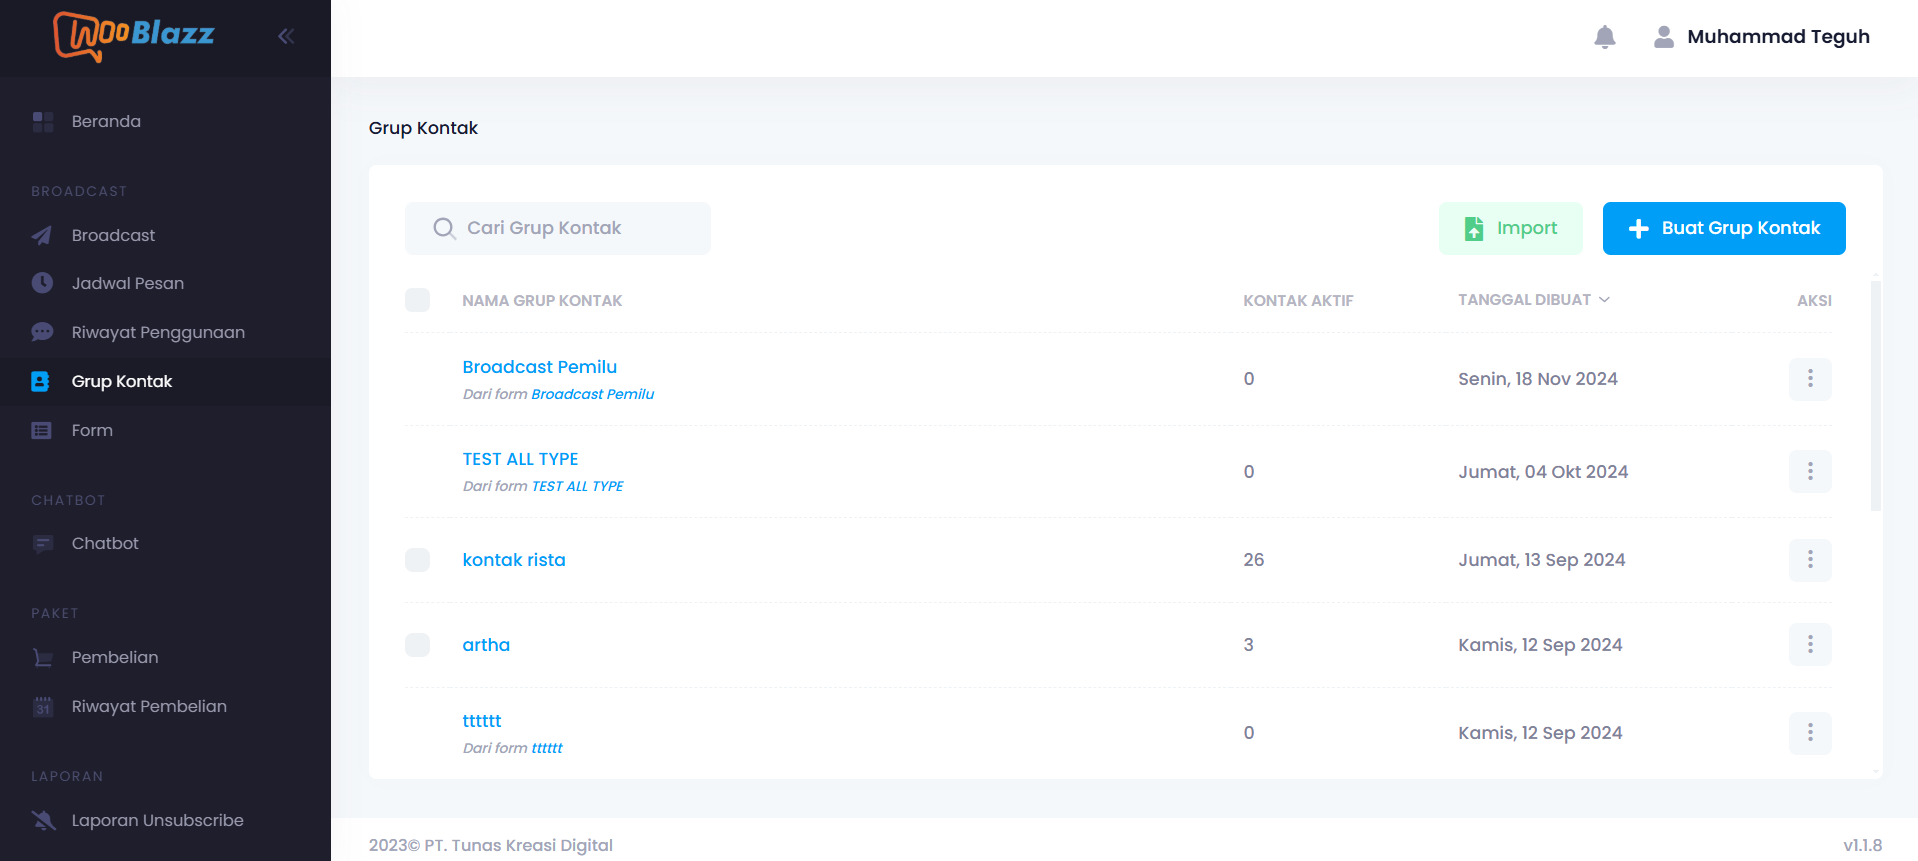 WOO Blazz
Muhammad Teguh
Beranda
BROADCAST
Broadcast
Jadwal Pesan
Riwayat Penggunaan
Grup Kontak
Form
CHATBOT
Chatbot
PAKET
Pembelian
31
Riwayat Pembelian
LAPORAN
Laporan Unsubscribe
Grup Kontak
Cari Grup Kontak
Import
Buat Grup Kontak
NAMA GRUP KONTAK KONTAK AKTIF TANGGAL DIBUAT AKSI
Broadcast Pemilu
Dari form Broadcast Pemilu
0 Senin, 18 Nov 2024
TEST ALL TYPE
Dari form TEST ALL TYPE
0 Jumat, 04 Okt 2024
kontak rista 26 Jumat, 13 Sep 2024
artha 3 Kamis, 12 Sep 2024
tttttt
Dari form tttttt
0 Kamis, 12 Sep 2024
2023© PT. Tunas Kreasi Digital
v1.1.8